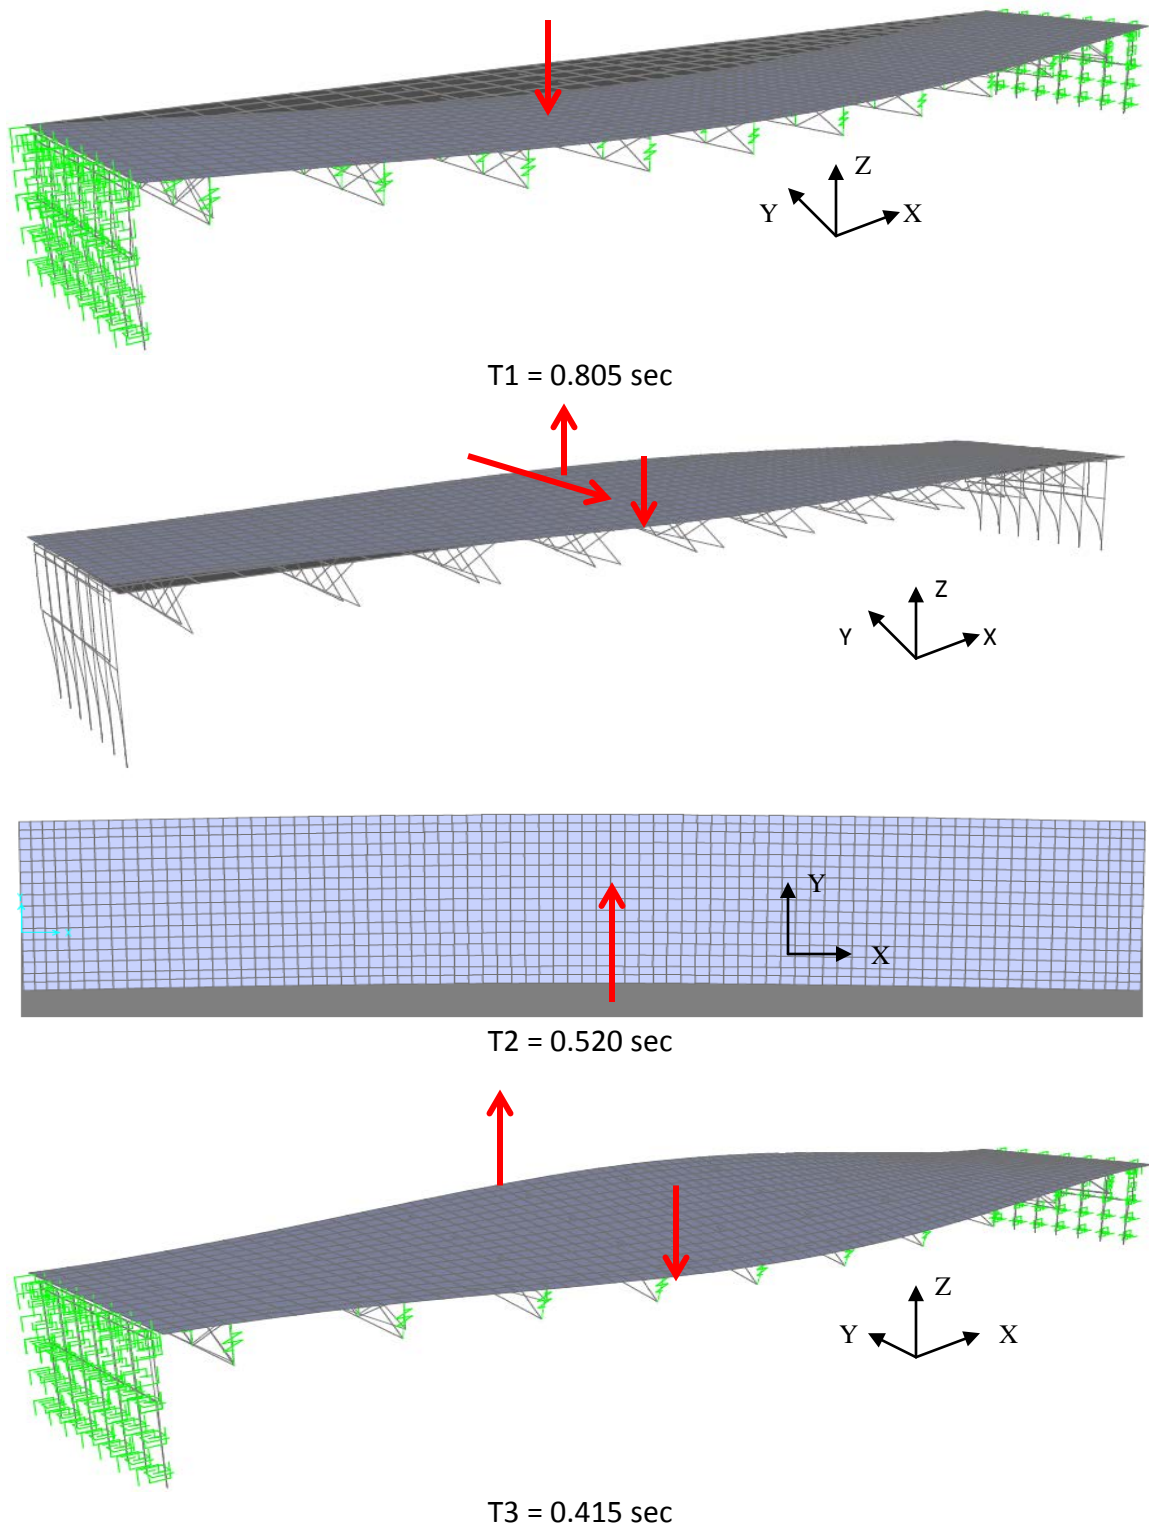 Z
Y
X
T1 = 0.805 sec
Z
Y
X
Y
X
T2 = 0.520 sec
Z
Y
X
T3 = 0.415 sec